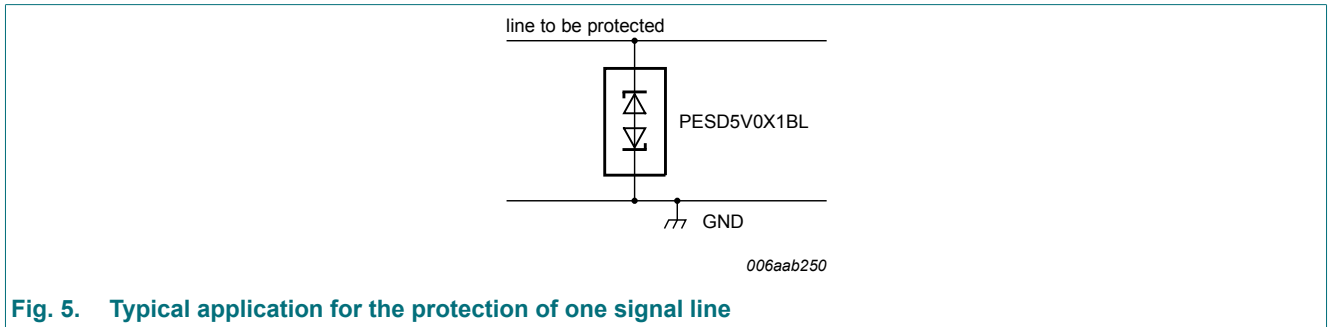 line to be protected
PESD5V0X1BL
GND
006aab250
Fig. 5. Typical application for the protection of one signal line